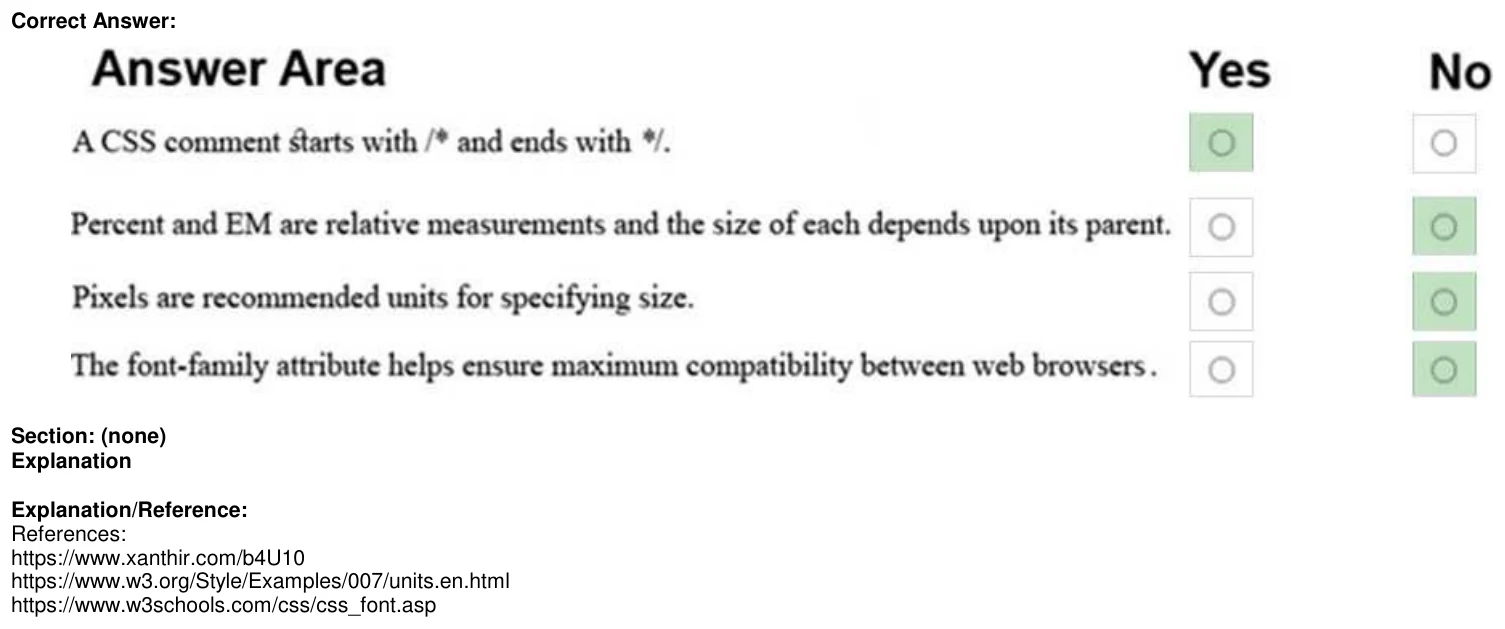 Correct Answer:
Answer Area Yes No
A CSS comment starts with /* and ends with */.
Percent and EM are relative measurements and the size of each depends upon its parent.
Pixels are recommended units for specifying size.
The font-family attribute helps ensure maximum compatibility between web browsers.
Section: (none)
Explanation
Explanation/Reference:
References:
https://www.xanthir.com/b4U10
https://www.w3.org/Style/Examples/007/units.en.html
https://www.w3schools.com/css/css_font.asp